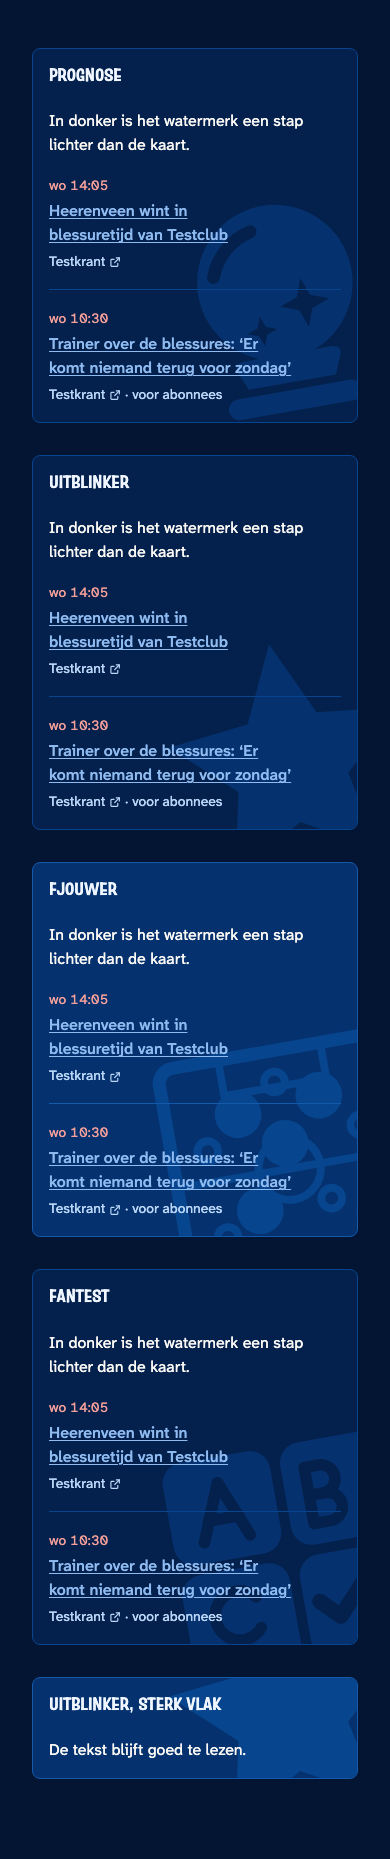 PROGNOSE
In donker is het watermerk een stap
lichter dan de kaart.
wo 14:05
Heerenveen wint in
blessuretijd van Testclub
Testkrant
wo 10:30
Trainer over de blessures: ‘Er
komt niemand terug voor zondag’
Testkrant · voor abonnees
UITBLINKER
In donker is het watermerk een stap
lichter dan de kaart.
wo 14:05
Heerenveen wint in
blessuretijd van Testclub
Testkrant
wo 10:30
Trainer over de blessures: ‘Er
komt niemand terug voor zondag’
Testkrant · voor abonnees
FJOUWER
In donker is het watermerk een stap
lichter dan de kaart.
wo 14:05
Heerenveen wint in
blessuretijd van Testclub
Testkrant
wo 10:30
Trainer over de blessures: ‘Er
komt niemand terug voor zondag’
Testkrant · voor abonnees
FANTEST
In donker is het watermerk een stap
lichter dan de kaart.
wo 14:05
Heerenveen wint in
blessuretijd van Testclub
Testkrant
A B
wo 10:30
Trainer over de blessures: ‘Er
komt niemand terug voor zondag’
Testkrant · voor abonnees
C
UITBLINKER, STERK VLAK
De tekst blijft goed te lezen.